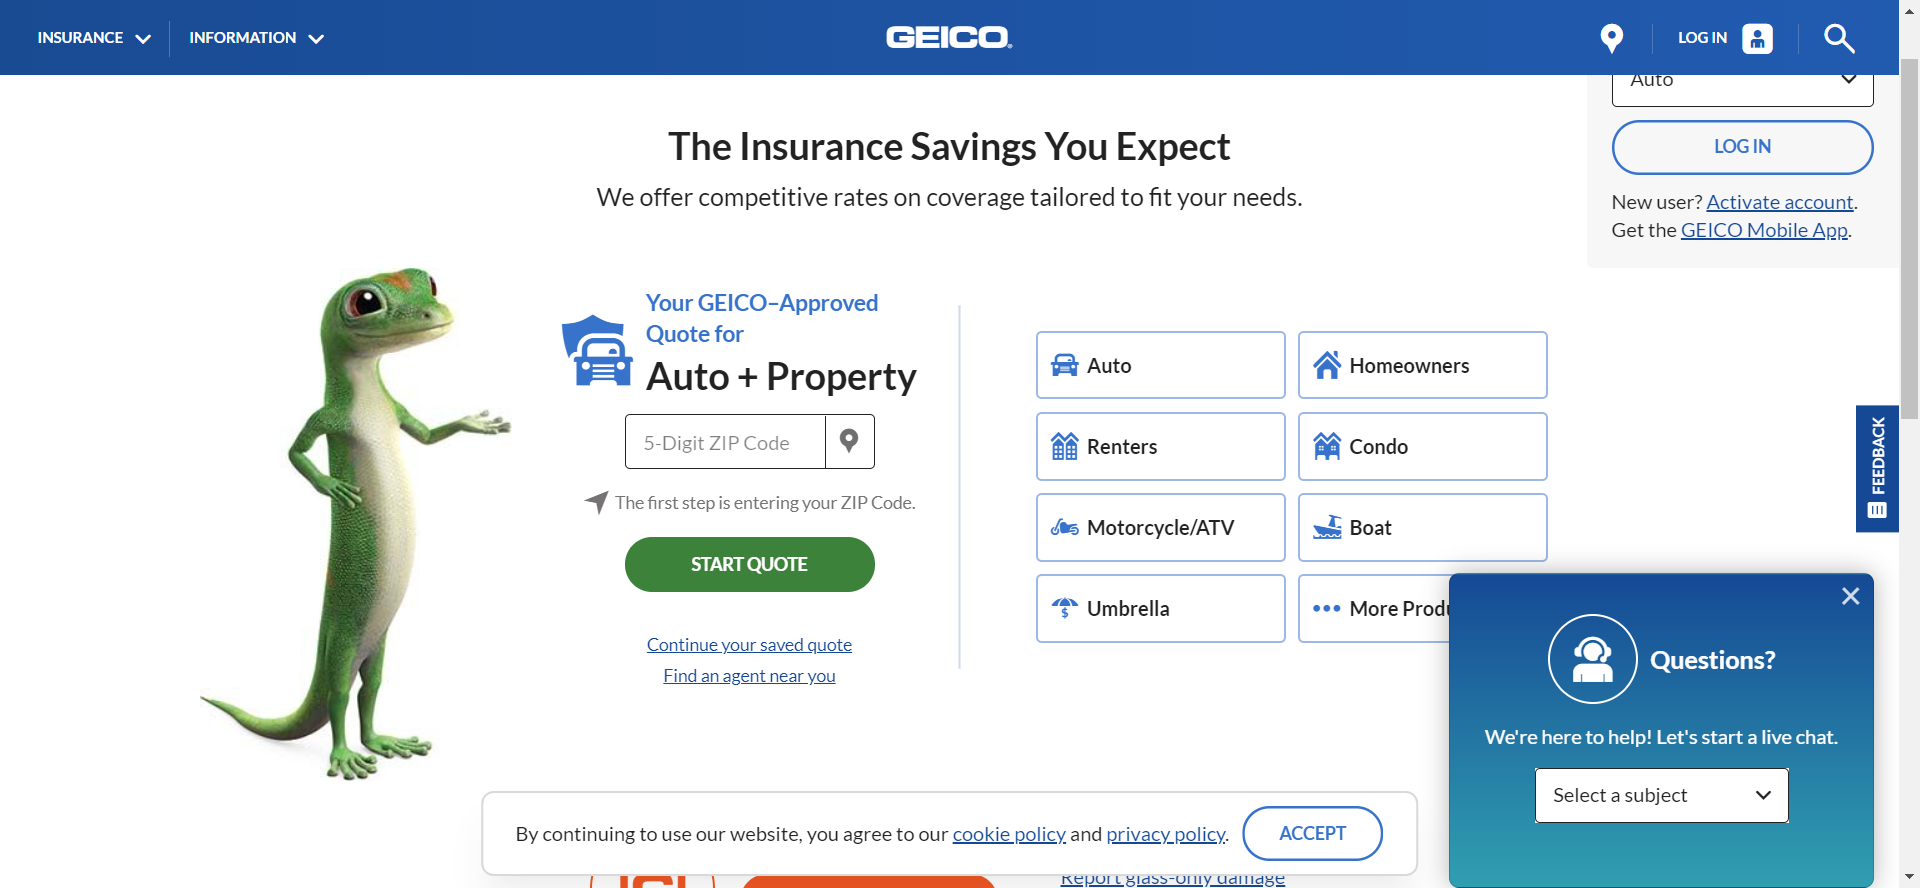 INSURANCE
INFORMATION
GEICO
LOG IN
Auto
LOG IN
New user? Activate account.
Get the GEICO Mobile App.
The Insurance Savings You Expect
We offer competitive rates on coverage tailored to fit your needs.
Your GEICO–Approved
Quote for
Auto + Property
5-Digit ZIP Code
The first step is entering your ZIP Code.
START QUOTE
Continue your saved quote
Find an agent near you
Auto
Homeowners
Renters
Condo
Motorcycle/ATV
Boat
Umbrella
More Produ
FEEDBACK
Questions?
We're here to help! Let's start a live chat.
Select a subject
By continuing to use our website, you agree to our cookie policy and privacy policy.
ACCEPT
Report glass-only damage